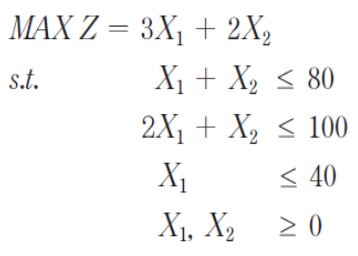 MAX Z = 3X₁ + 2X₂
s.t. X₁ + X₂ ≤ 80
2X₁ + X₂ ≤ 100
X₁ ≤ 40
X₁, X₂ ≥ 0